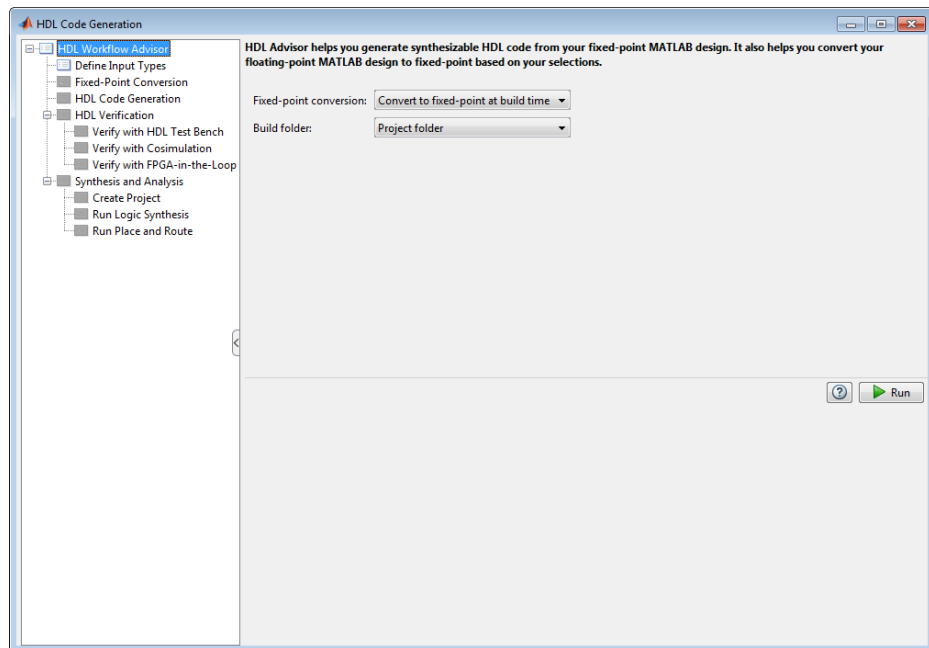 HDL Code Generation
HDL Workflow Advisor
Define Input Types
Fixed-Point Conversion
HDL Code Generation
HDL Verification
Verify with HDL Test Bench
Verify with Cosimulation
Verify with FPGA-in-the-Loop
Synthesis and Analysis
Create Project
Run Logic Synthesis
Run Place and Route
HDL Advisor helps you generate synthesizable HDL code from your fixed-point MATLAB design. It also helps you convert your
floating-point MATLAB design to fixed-point based on your selections.
Fixed-point conversion: Convert to fixed-point at build time
Build folder: Project folder
? Run